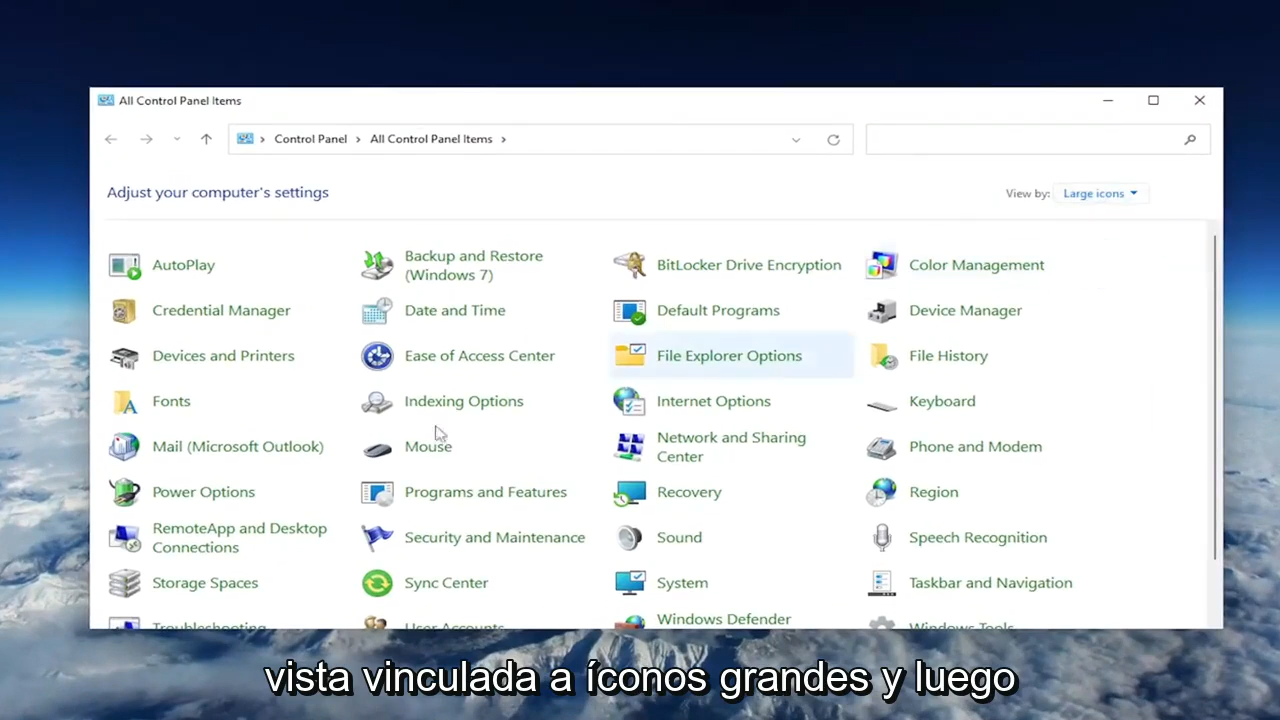 All Control Panel Items
Control Panel > All Control Panel Items >
Adjust your computer's settings
View by: Large icons
AutoPlay
Backup and Restore
(Windows 7)
BitLocker Drive Encryption
Color Management
Credential Manager
Date and Time
Default Programs
Device Manager
Devices and Printers
Ease of Access Center
File Explorer Options
File History
Fonts
Indexing Options
Internet Options
Keyboard
Mail (Microsoft Outlook)
Mouse
Network and Sharing
Center
Phone and Modem
Power Options
Programs and Features
Recovery
Region
RemoteApp and Desktop
Connections
Security and Maintenance
Sound
Speech Recognition
Storage Spaces
Sync Center
System
Taskbar and Navigation
Troubleshooting
User Accounts
Windows Defender
Windows Tools
vista vinculada a íconos grandes y luego